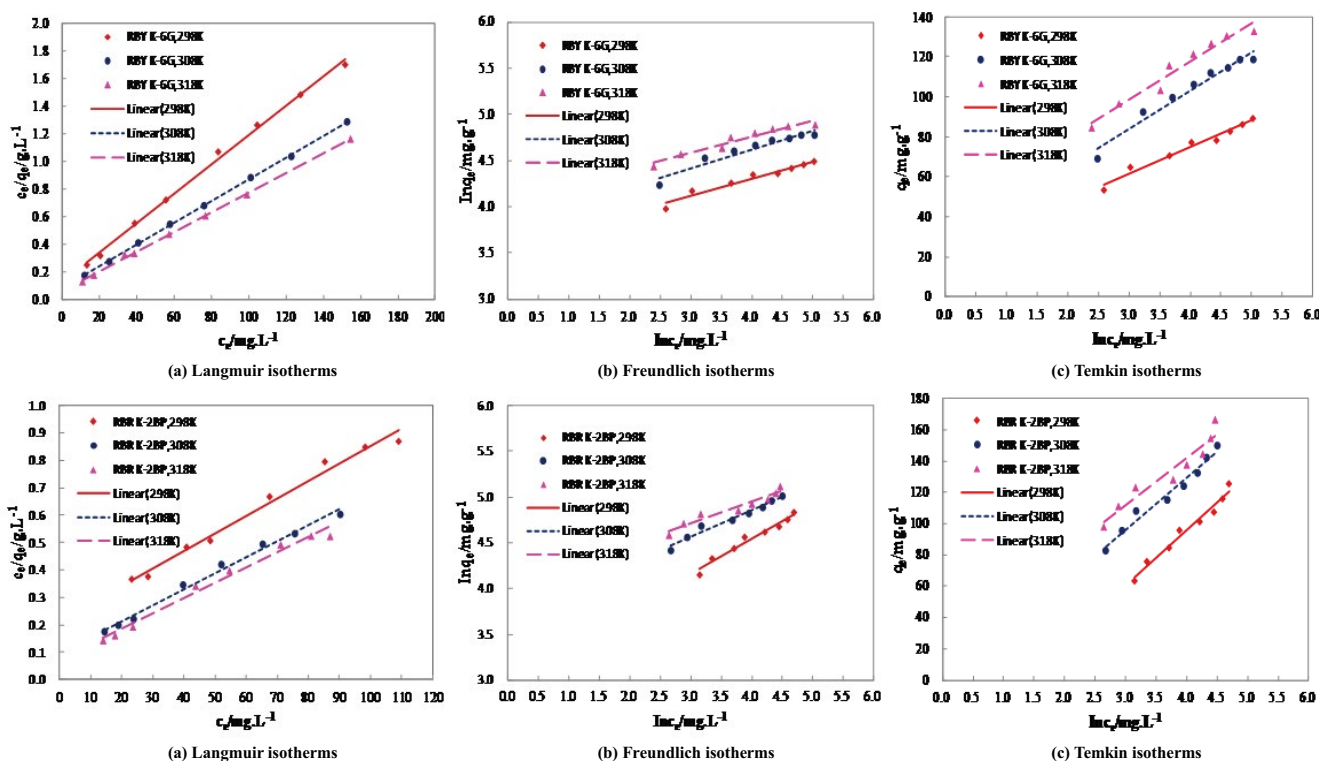 2.0
1.8
1.6
1.4
1.2
1.0
0.8
0.6
0.4
0.2
0.0
cₑ/qₑ/g.L⁻¹
RBY K-6G,298K
RBY K-6G,308K
RBY K-6G,318K
Linear(298K)
Linear(308K)
Linear(318K)
0 20 40 60 80 100 120 140 160 180 200
cₑ/mg.L⁻¹
(a) Langmuir isotherms
6.0
5.5
5.0
4.5
4.0
3.5
3.0
lnqₑ/mg.g⁻¹
RBY K-6G,298K
RBY K-6G,308K
RBY K-6G,318K
Linear(298K)
Linear(308K)
Linear(318K)
0.0 0.5 1.0 1.5 2.0 2.5 3.0 3.5 4.0 4.5 5.0 5.5 6.0
lncₑ/mg.L⁻¹
(b) Freundlich isotherms
140
120
100
80
60
40
20
0
qₑ/mg.g⁻¹
RBY K-6G,298K
RBY K-6G,308K
RBY K-6G,318K
Linear(298K)
Linear(308K)
Linear(318K)
0.0 0.5 1.0 1.5 2.0 2.5 3.0 3.5 4.0 4.5 5.0 5.5 6.0
lncₑ/mg.L⁻¹
(c) Temkin isotherms
1.0
0.9
0.8
0.7
0.6
0.5
0.4
0.3
0.2
0.1
0.0
cₑ/qₑ/g.L⁻¹
RBR K-2BP,298K
RBR K-2BP,308K
RBR K-2BP,318K
Linear(298K)
Linear(308K)
Linear(318K)
0 10 20 30 40 50 60 70 80 90 100 110 120
cₑ/mg.L⁻¹
(a) Langmuir isotherms
6.0
5.5
5.0
4.5
4.0
3.5
3.0
lnqₑ/mg.g⁻¹
RBR K-2BP,298K
RBR K-2BP,308K
RBR K-2BP,318K
Linear(298K)
Linear(308K)
Linear(318K)
0.0 0.5 1.0 1.5 2.0 2.5 3.0 3.5 4.0 4.5 5.0 5.5 6.0
lncₑ/mg.L⁻¹
(b) Freundlich isotherms
180
160
140
120
100
80
60
40
20
0
qₑ/mg.g⁻¹
RBR K-2BP,298K
RBR K-2BP,308K
RBR K-2BP,318K
Linear(298K)
Linear(308K)
Linear(318K)
0.0 0.5 1.0 1.5 2.0 2.5 3.0 3.5 4.0 4.5 5.0 5.5 6.0
lncₑ/mg.L⁻¹
(c) Temkin isotherms